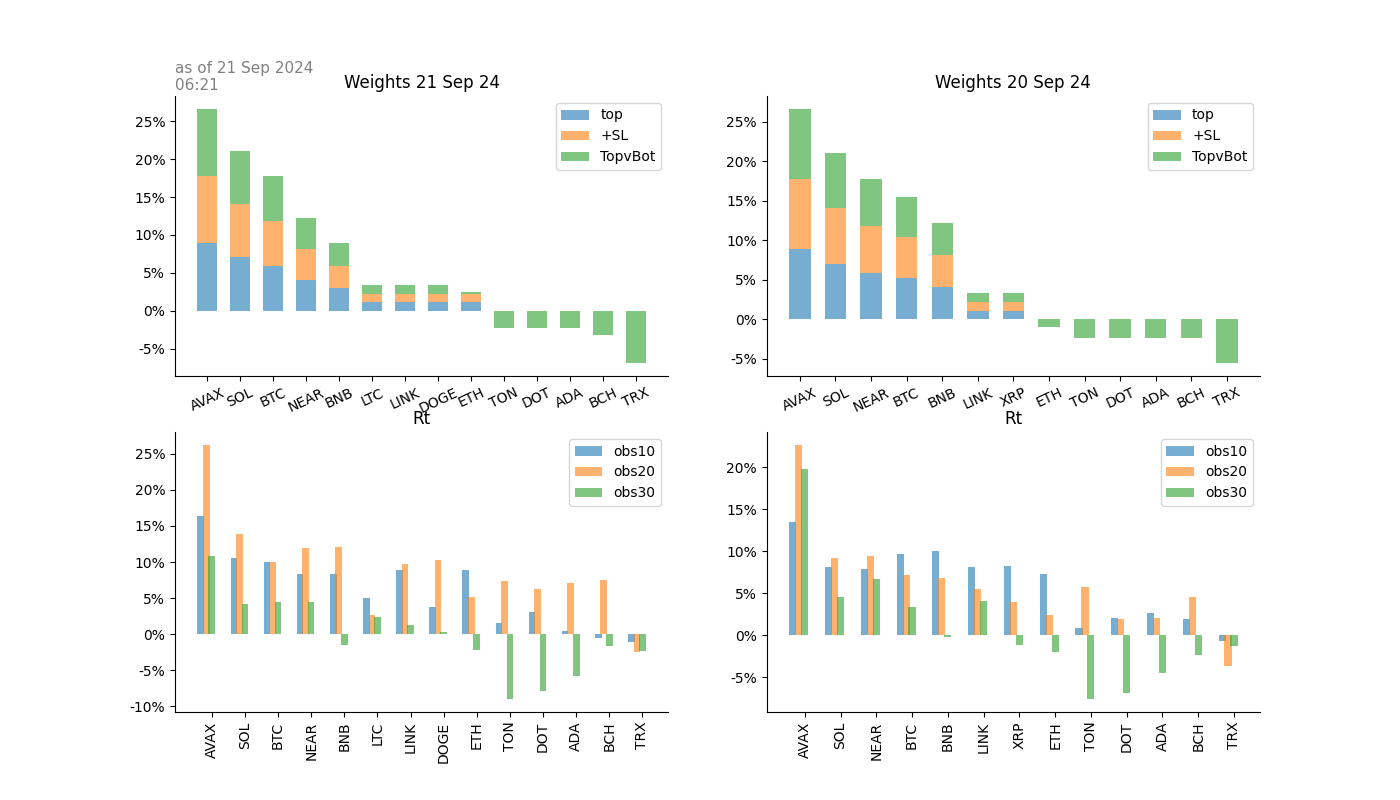 as of 21 Sep 2024
06:21
Weights 21 Sep 24
25%
20%
15%
10%
5%
0%
-5%
top
+SL
TopvBot
AVAX SOL BTC NEAR BNB LTC LINK DOGE ETH TON DOT ADA BCH TRX
Weights 20 Sep 24
25%
20%
15%
10%
5%
0%
-5%
top
+SL
TopvBot
AVAX SOL NEAR BTC BNB LINK XRP ETH TON DOT ADA BCH TRX
Rt
25%
20%
15%
10%
5%
0%
-5%
-10%
obs10
obs20
obs30
AVAX SOL BTC NEAR BNB LTC LINK DOGE ETH TON DOT ADA BCH TRX
Rt
20%
15%
10%
5%
0%
-5%
obs10
obs20
obs30
AVAX SOL NEAR BTC BNB LINK XRP ETH TON DOT ADA BCH TRX